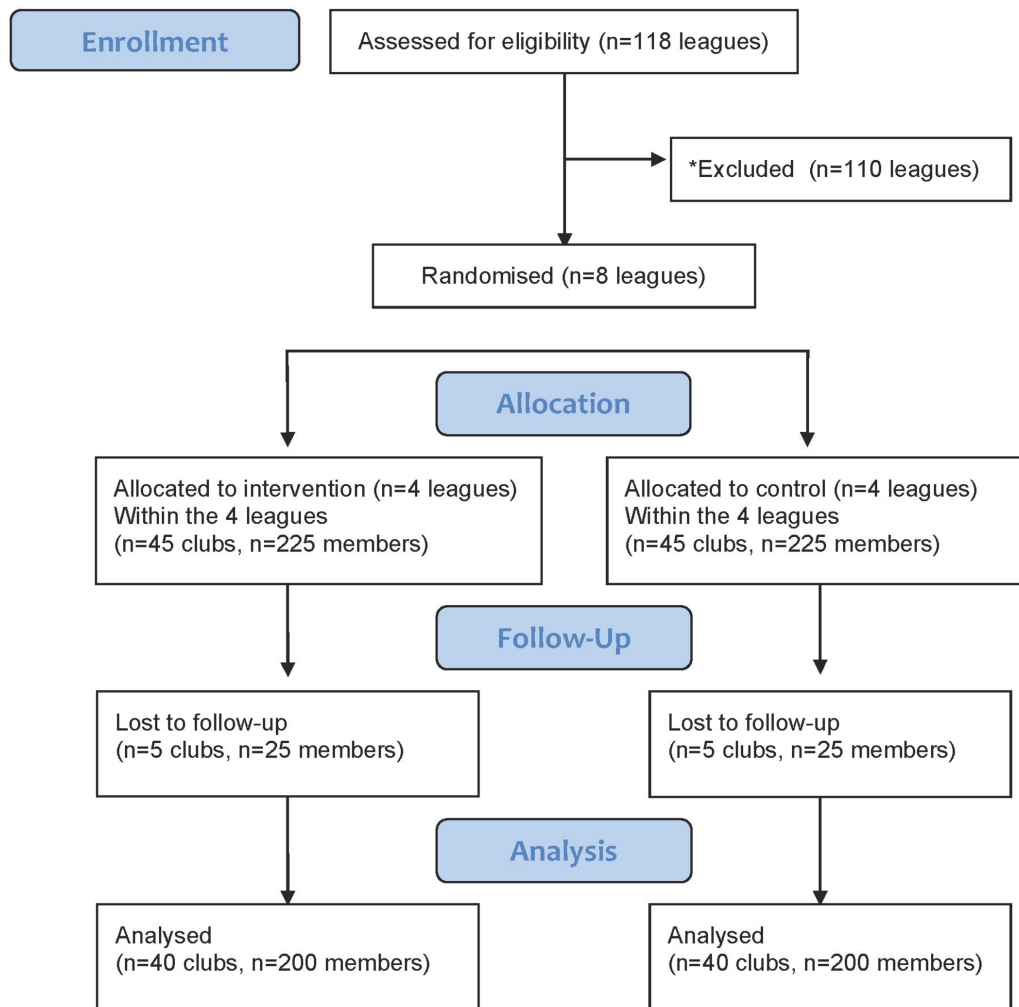 Enrollment
Assessed for eligibility (n=118 leagues)
*Excluded (n=110 leagues)
Randomised (n=8 leagues)
Allocation
Allocated to intervention (n=4 leagues)
Within the 4 leagues
(n=45 clubs, n=225 members)
Allocated to control (n=4 leagues)
Within the 4 leagues
(n=45 clubs, n=225 members)
Follow-Up
Lost to follow-up
(n=5 clubs, n=25 members)
Lost to follow-up
(n=5 clubs, n=25 members)
Analysis
Analysed
(n=40 clubs, n=200 members)
Analysed
(n=40 clubs, n=200 members)